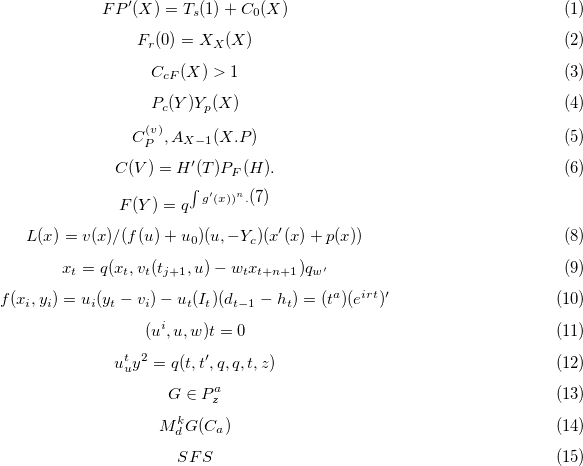 FP'(X) = T_s(1) + C_0(X) (1)
F_r(0) = X_X(X) (2)
C_{cF}(X) > 1 (3)
P_c(Y)Y_p(X) (4)
C_P^{(v)}, A_{X-1}(X.P) (5)
C(V) = H'(T)P_F(H). (6)
F(Y) = q^{∫ g'(x))^n.(7)}
L(x) = v(x)/(f(u) + u_0)(u, -Y_c)(x'(x) + p(x)) (8)
x_t = q(x_t, v_t(t_{j+1}, u) - w_t x_{t+n+1})q_{w'} (9)
f(x_i, y_i) = u_i(y_t - v_i) - u_t(I_t)(d_{t-1} - h_t) = (t^a)(e^{irt})' (10)
(u^i, u, w)t = 0 (11)
u_u^t y^2 = q(t, t', q, q, t, z) (12)
G ∈ P_z^a (13)
M_d^k G(C_a) (14)
SFS (15)